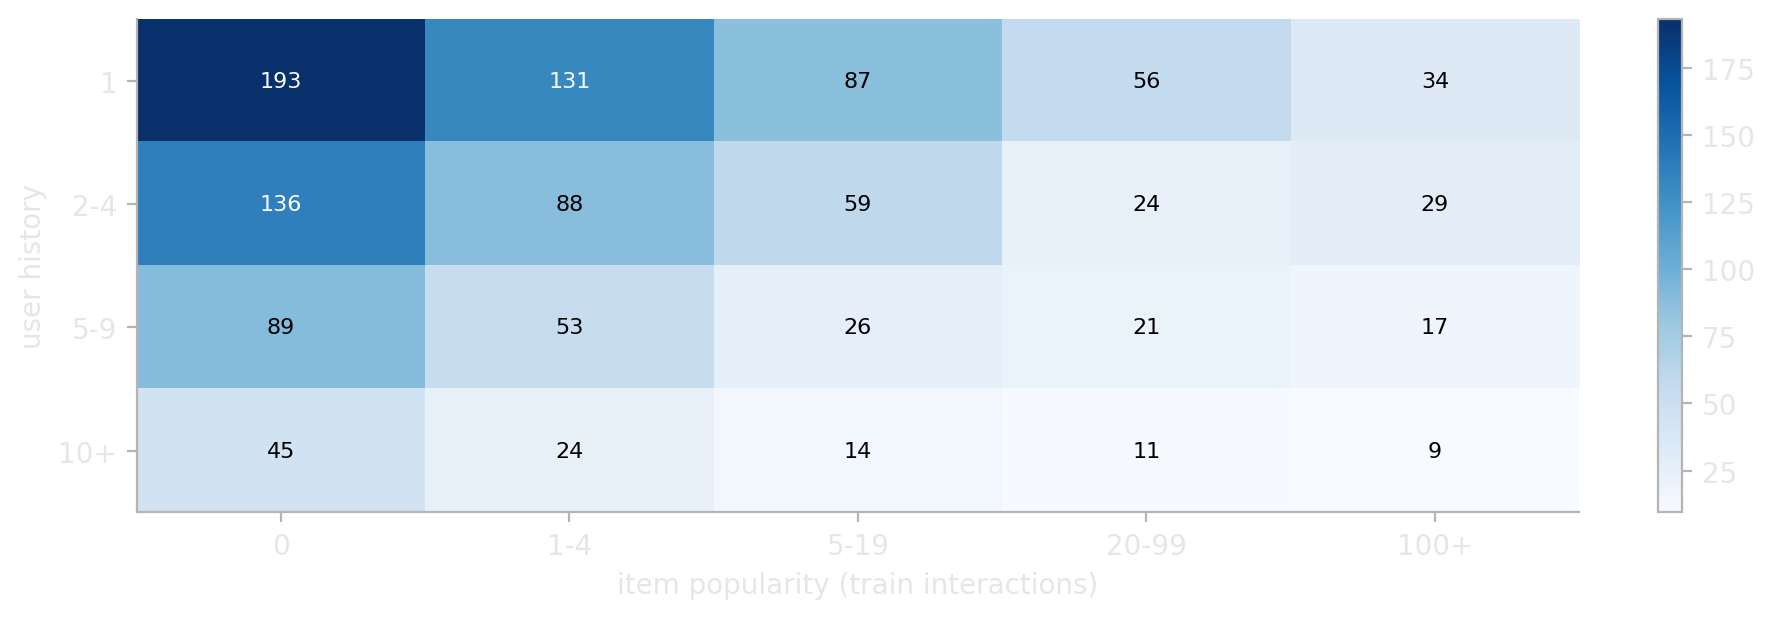 1 193 131 87 56 34 175
150
2-4 136 88 59 24 29 125
100
5-9 89 53 26 21 17 75
50
10+ 45 24 14 11 9 25
user history
0 1-4 5-19 20-99 100+
item popularity (train interactions)